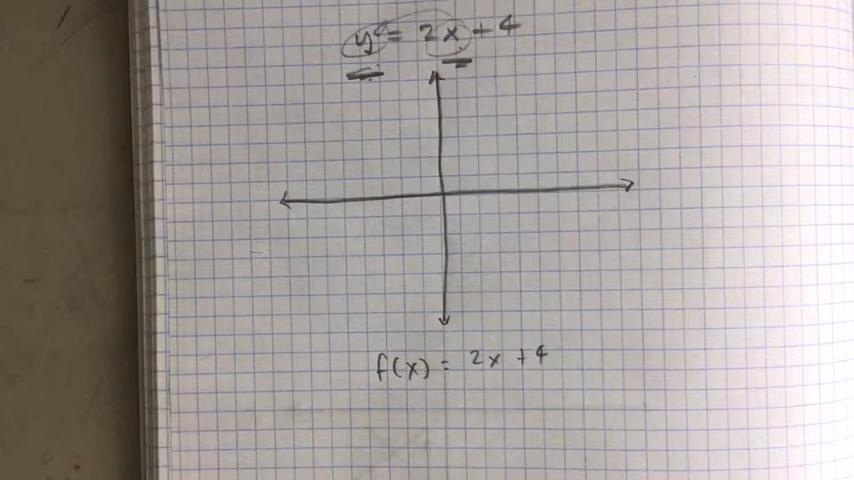 y = 2x + 4
f(x) = 2x + 4